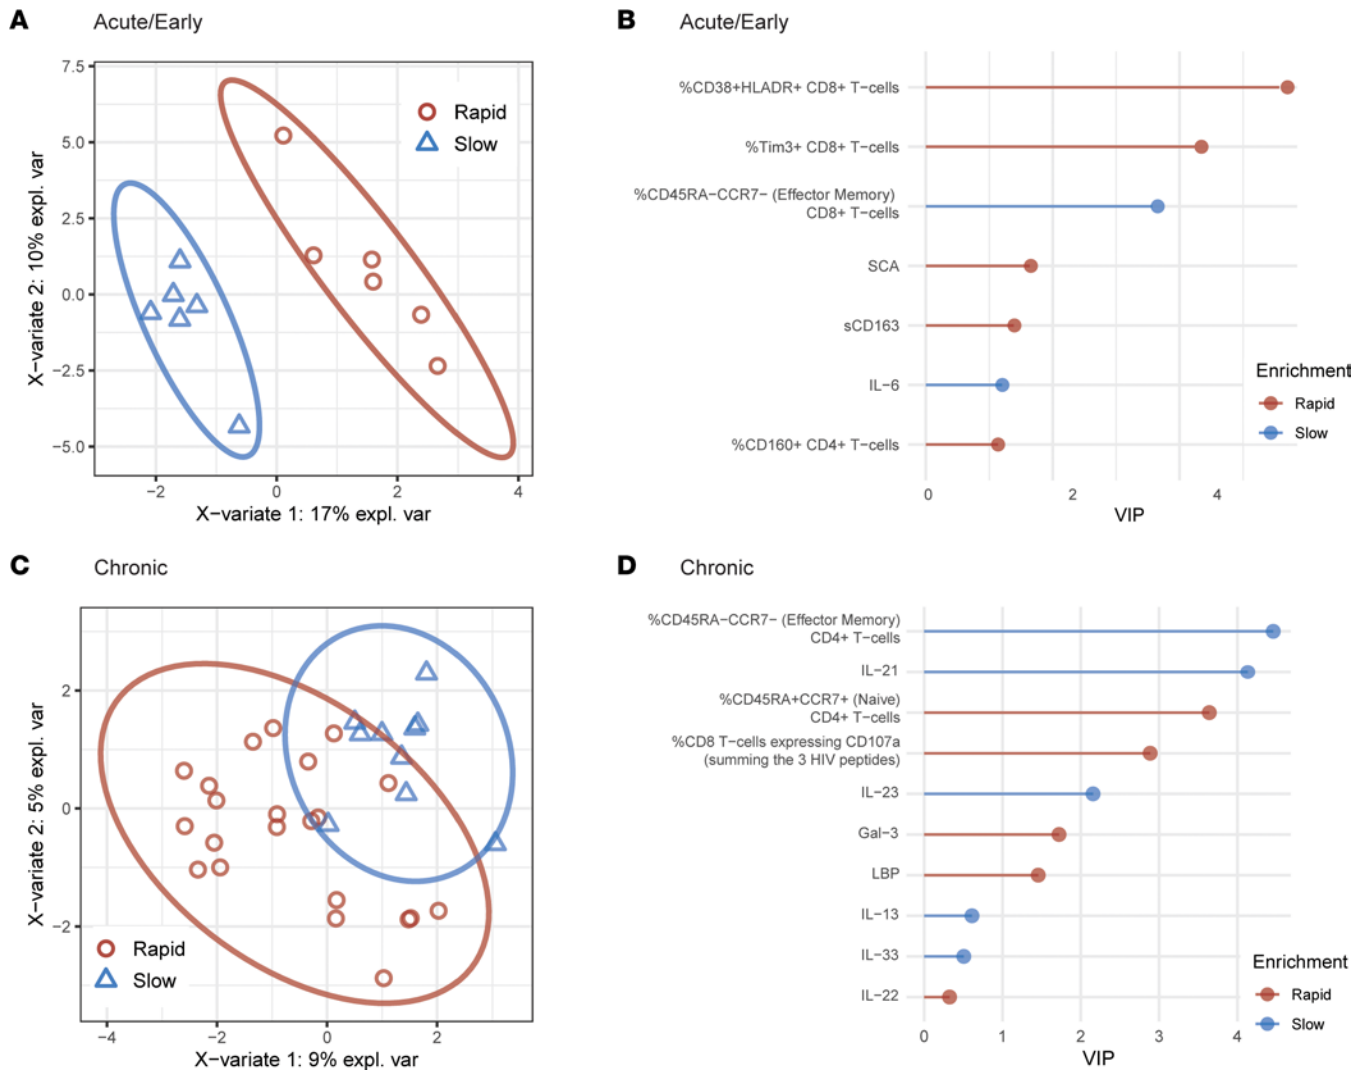 A
Acute/Early
7.5
5.0
2.5
0.0
−2.5
−5.0
X−variate 2: 10% expl. var
Rapid
Slow
−2
0
2
4
X−variate 1: 17% expl. var
B
Acute/Early
%CD38+HLADR+ CD8+ T−cells
%Tim3+ CD8+ T−cells
%CD45RA−CCR7− (Effector Memory)
CD8+ T−cells
SCA
sCD163
IL−6
%CD160+ CD4+ T−cells
Enrichment
Rapid
Slow
0
2
4
VIP
C
Chronic
2
0
−2
X−variate 2: 5% expl. var
Rapid
Slow
−4
−2
0
2
X−variate 1: 9% expl. var
D
Chronic
%CD45RA−CCR7− (Effector Memory)
CD4+ T−cells
IL−21
%CD45RA+CCR7+ (Naive)
CD4+ T−cells
%CD8 T−cells expressing CD107a
(summing the 3 HIV peptides)
IL−23
Gal−3
LBP
IL−13
IL−33
IL−22
Enrichment
Rapid
Slow
0
1
2
3
4
VIP